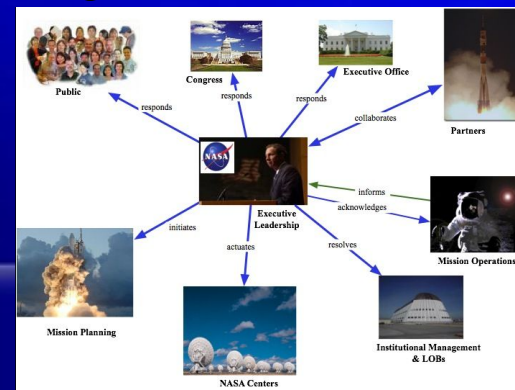 Public
Congress
Executive Office
Partners
responds
responds
responds
collaborates
NASA
Executive
Leadership
informs
acknowledges
Mission Operations
initiates
actuates
resolves
Mission Planning
NASA Centers
Institutional Management
& LOBs